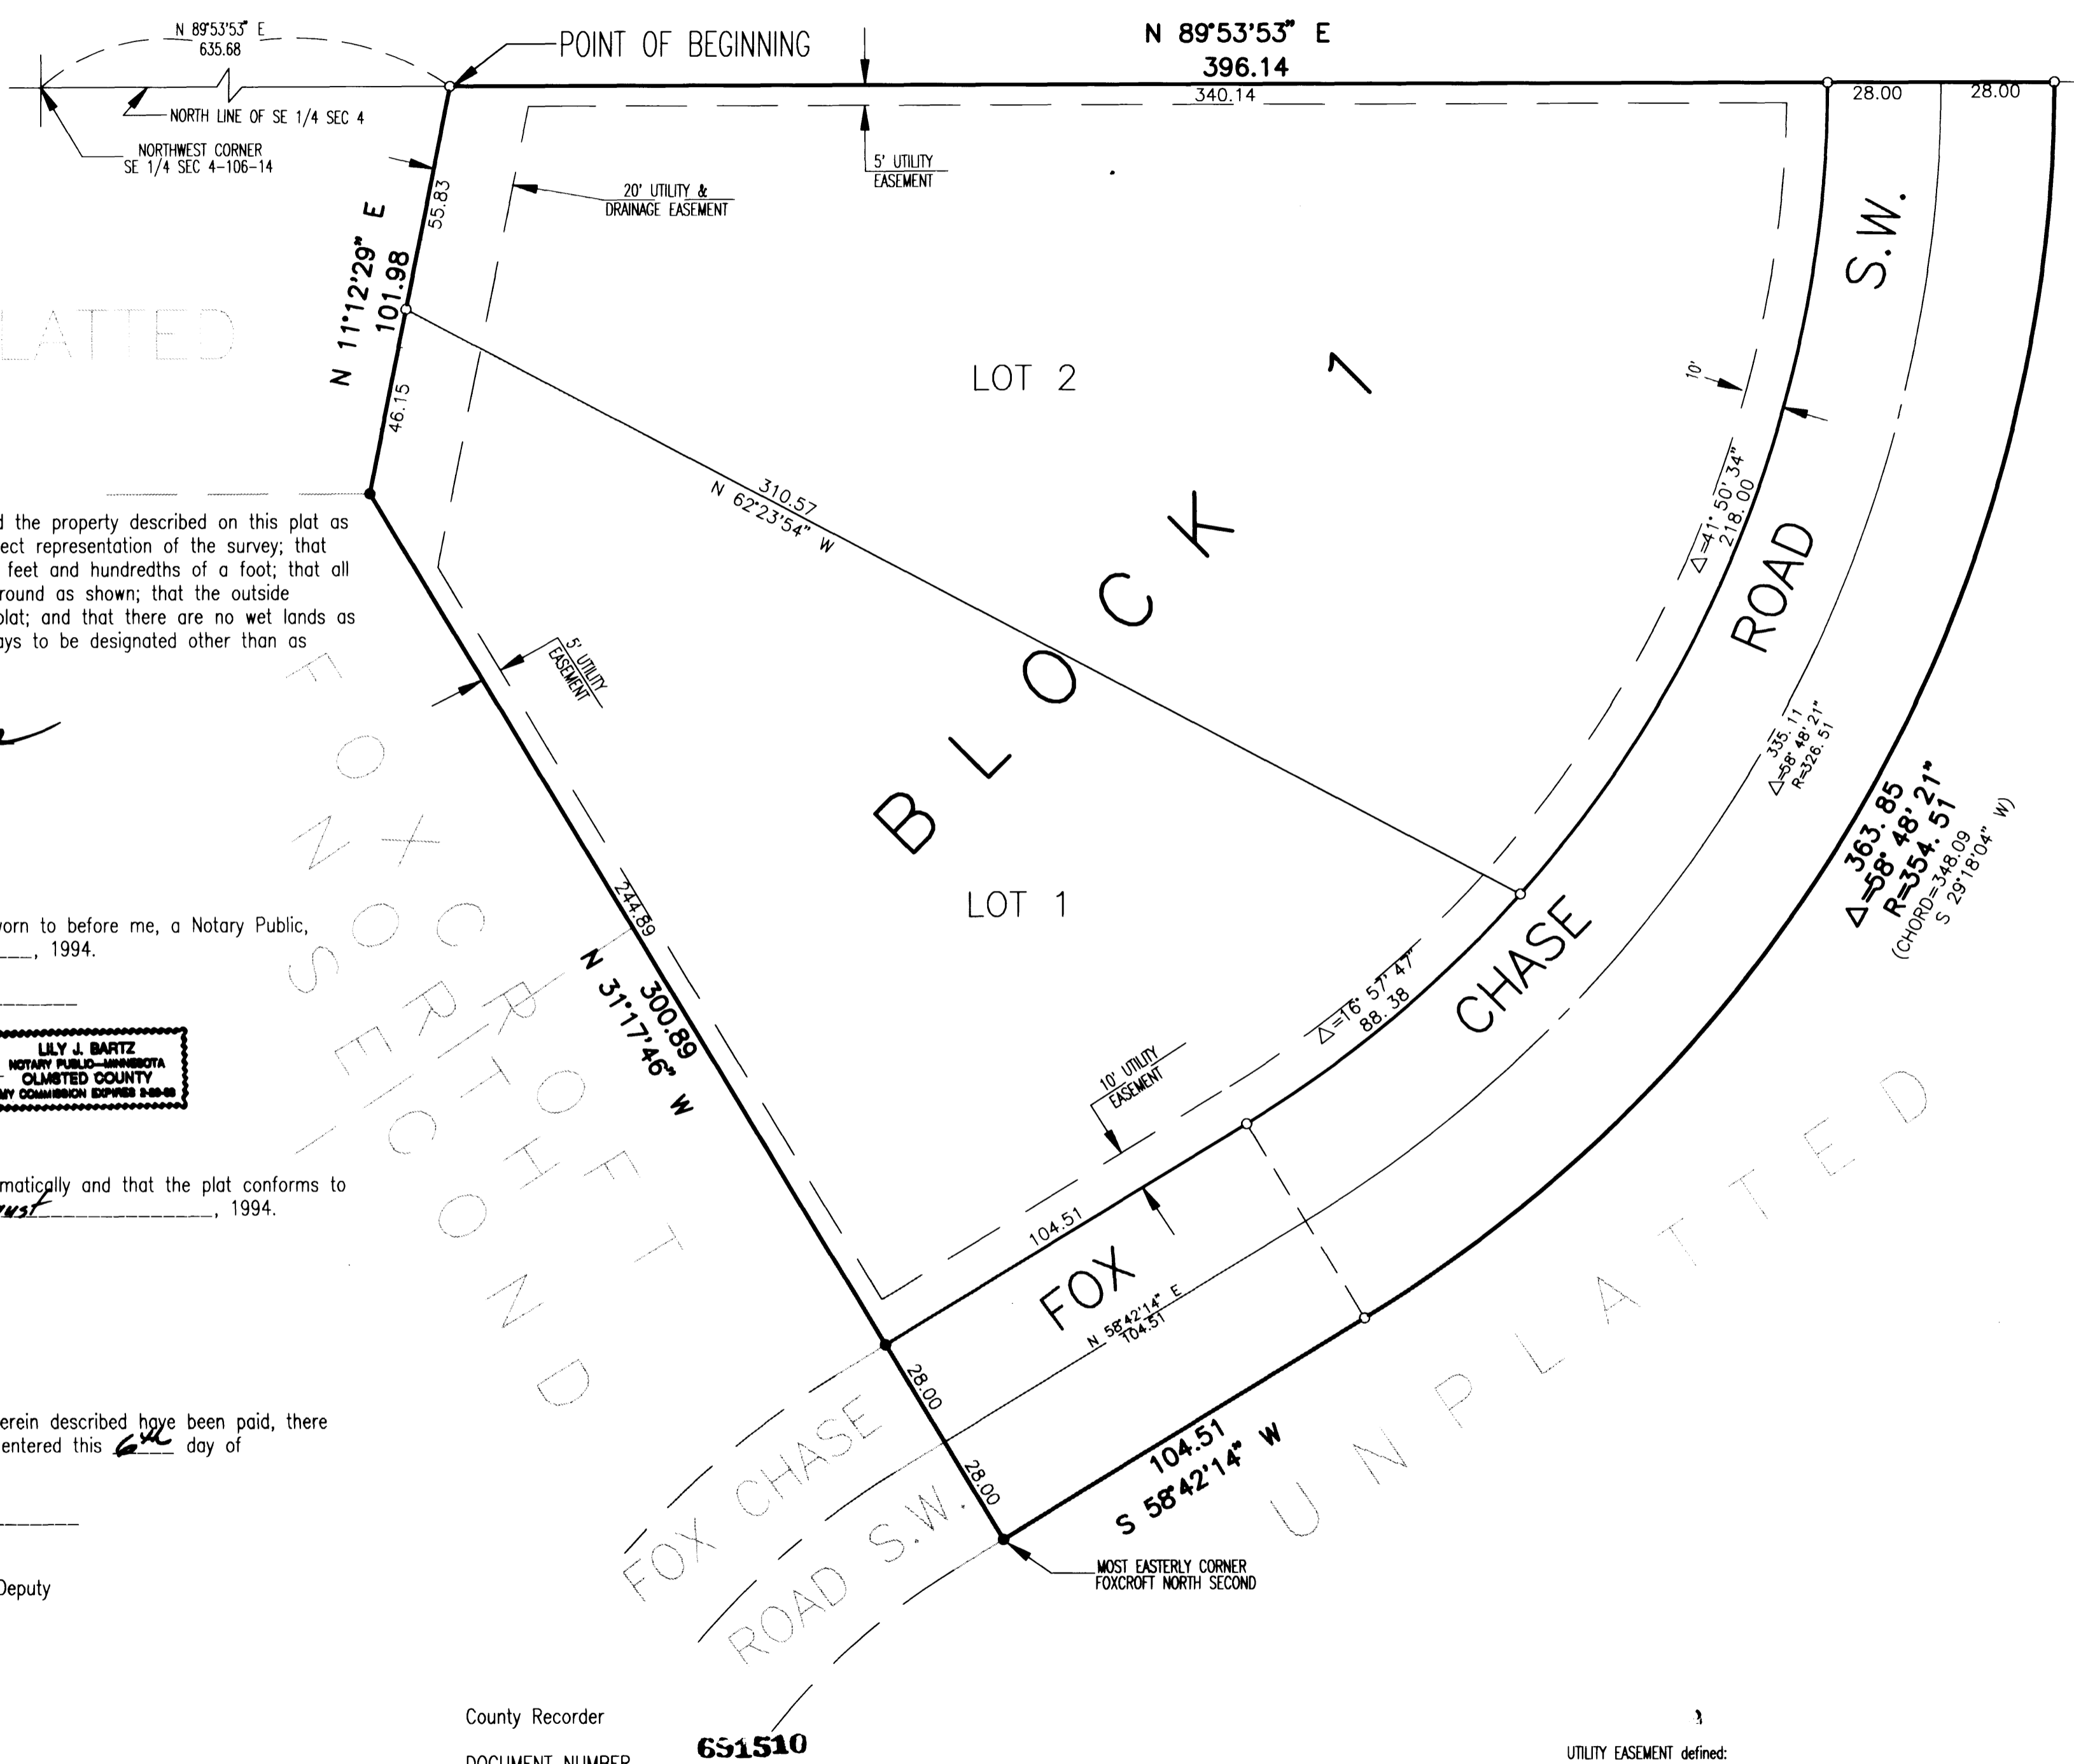 N 89°53'53" E
635.68
POINT OF BEGINNING
N 89°53'53" E
396.14
340.14
28.00
28.00
NORTH LINE OF SE 1/4 SEC 4
NORTHWEST CORNER
SE 1/4 SEC 4-106-14
5' UTILITY
EASEMENT
20' UTILITY &
DRAINAGE EASEMENT
55.83
N 11°12'29" E
101.98
46.15
LATTED
LOT 2
BLOCK 1
10'
S.W.
ROAD
CHASE
FOX
310.57
N 62°23'54" W
Δ=41°50'34"
218.00
d the property described on this plat as
ect representation of the survey; that
feet and hundredths of a foot; that all
round as shown; that the outside
plat; and that there are no wet lands as
ays to be designated other than as
5' UTILITY
EASEMENT
335.11
Δ=58°48'21"
R=326.51
363.85
Δ=58°48'21"
R=354.51
(CHORD=348.09
S 29°18'04" W)
LOT 1
244.89
300.89
N 31°17'46" W
FOXCROFT
NORTH
SECOND
worn to before me, a Notary Public,
____, 1994.
LILY J. BARTZ
NOTARY PUBLIC—MINNESOTA
OLMSTED COUNTY
MY COMMISSION EXPIRES
Δ=16°57'47"
88.38
10' UTILITY
EASEMENT
matically and that the plat conforms to
ust ____, 1994.
104.51
N 58°42'14" E
104.51
UNPLATTED
28.00
28.00
104.51
S 58°42'14" W
erein described have been paid, there
entered this 6th day of
FOX CHASE
ROAD S.W.
MOST EASTERLY CORNER
FOXCROFT NORTH SECOND
Deputy
County Recorder
DOCUMENT NUMBER 651510
UTILITY EASEMENT defined: